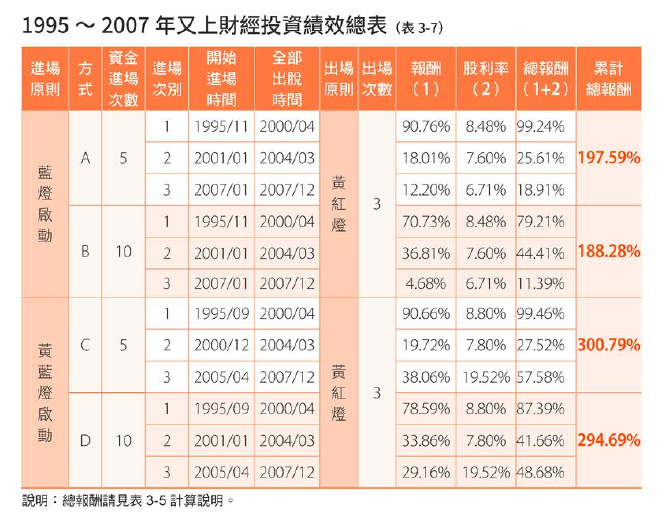 1995 ～ 2007 年又上財經投資績效總表（表 3-7）
進場原則 方式 資金進場次數 進場次別 開始進場時間 全部出脫時間 出場原則 出場次數 報酬（1） 股利率（2） 總報酬（1+2） 累計總報酬
藍燈啟動 A 5 1 1995/11 2000/04 黃紅燈 3 90.76% 8.48% 99.24% 197.59%
2 2001/01 2004/03 18.01% 7.60% 25.61%
3 2007/01 2007/12 12.20% 6.71% 18.91%
B 10 1 1995/11 2000/04 70.73% 8.48% 79.21% 188.28%
2 2001/01 2004/03 36.81% 7.60% 44.41%
3 2007/01 2007/12 4.68% 6.71% 11.39%
黃藍燈啟動 C 5 1 1995/09 2000/04 黃紅燈 3 90.66% 8.80% 99.46% 300.79%
2 2000/12 2004/03 19.72% 7.80% 27.52%
3 2005/04 2007/12 38.06% 19.52% 57.58%
D 10 1 1995/09 2000/04 78.59% 8.80% 87.39% 294.69%
2 2001/01 2004/03 33.86% 7.80% 41.66%
3 2005/04 2007/12 29.16% 19.52% 48.68%
說明：總報酬請見表 3-5 計算說明。